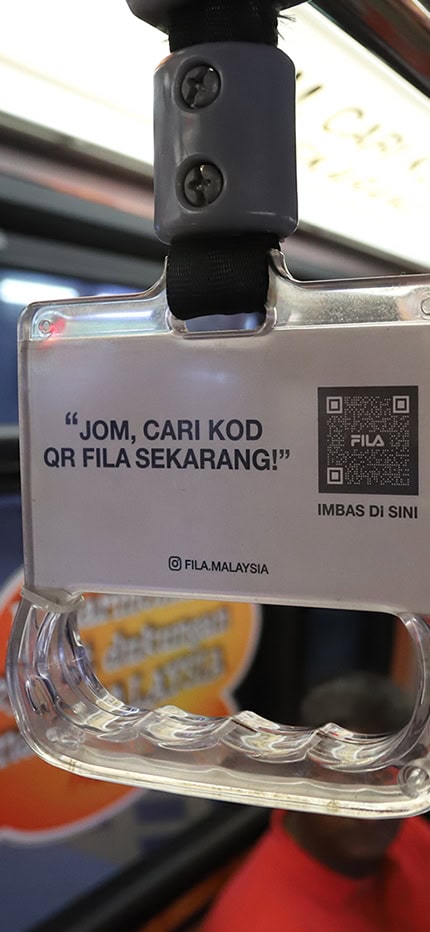 “JOM, CARI KOD
QR FILA SEKARANG!”
FILA
IMBAS DI SINI
FILA.MALAYSIA